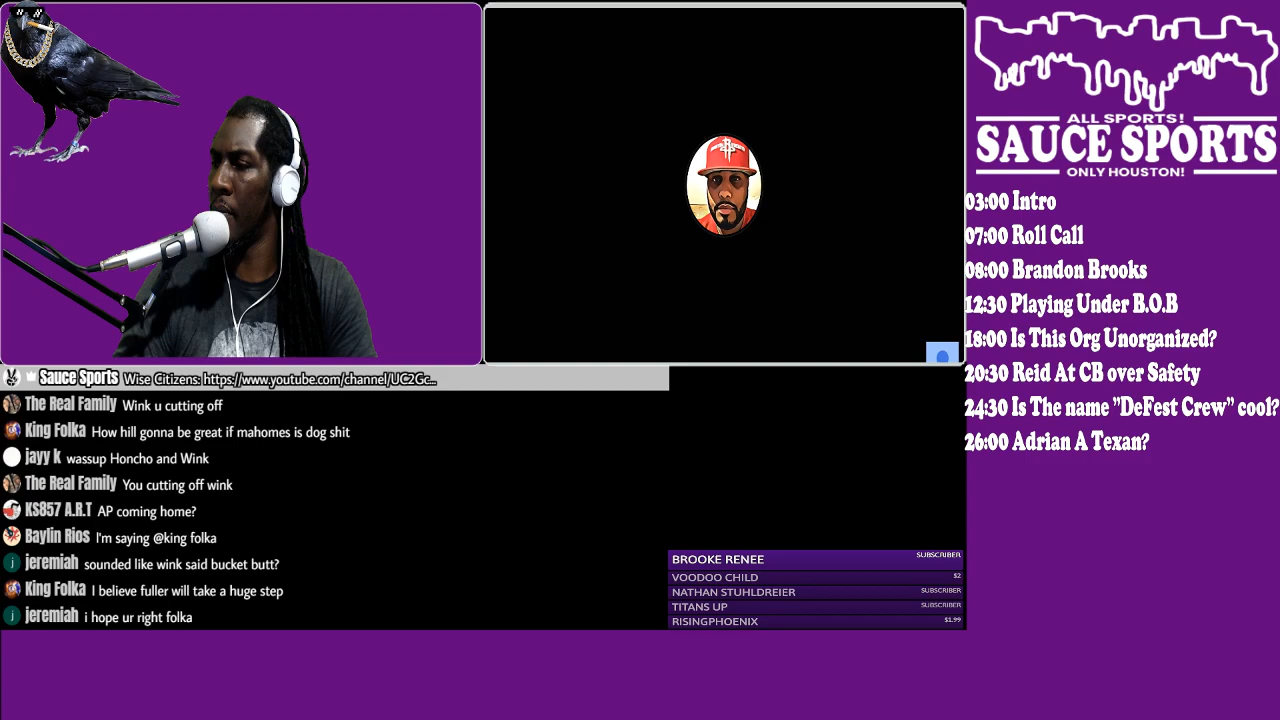 ALL SPORTS!
SAUCE SPORTS
ONLY HOUSTON!
03:00 Intro
07:00 Roll Call
08:00 Brandon Brooks
12:30 Playing Under B.O.B
18:00 Is This Org Unorganized?
20:30 Reid At CB over Safety
24:30 Is The name "DeFest Crew" cool?
26:00 Adrian A Texan?
Sauce Sports Wise Citizens: https://www.youtube.com/channel/UC2Gc...
The Real Family Wink u cutting off
King Folka How hill gonna be great if mahomes is dog shit
jayy k wassup Honcho and Wink
The Real Family You cutting off wink
KS857 A.R.T AP coming home?
Baylin Rios I'm saying @king folka
j jeremiah sounded like wink said bucket butt?
King Folka I believe fuller will take a huge step
j jeremiah i hope ur right folka
BROOKE RENEE SUBSCRIBER
VOODOO CHILD $2
NATHAN STUHLDREIER SUBSCRIBER
TITANS UP SUBSCRIBER
RISINGPHOENIX $1.99